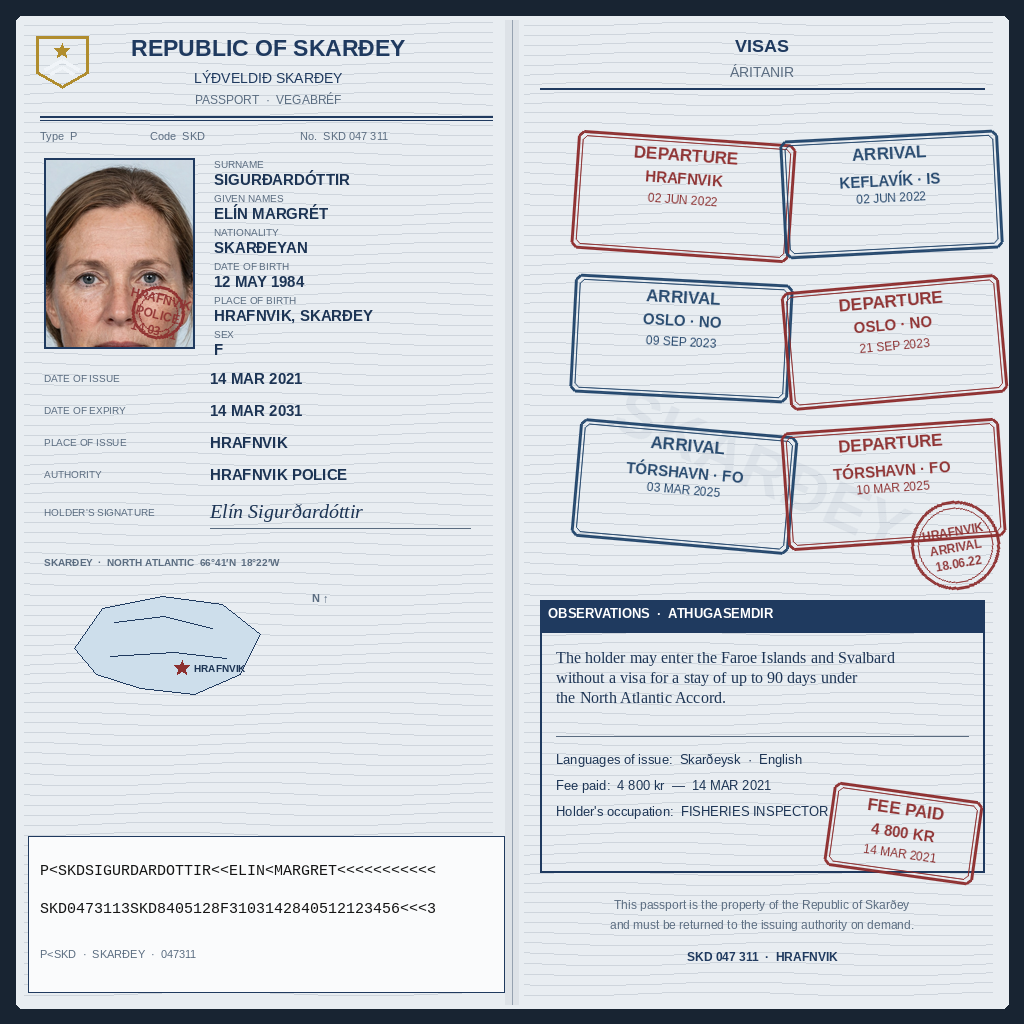 REPUBLIC OF SKARÐEY
LÝÐVELDIÐ SKARÐEY
PASSPORT · VEGABRÉF
Type P Code SKD No. SKD 047 311
SURNAME
SIGURÐARDÓTTIR
GIVEN NAMES
ELÍN MARGRÉT
NATIONALITY
SKARÐEYAN
DATE OF BIRTH
12 MAY 1984
PLACE OF BIRTH
HRAFNVIK, SKARÐEY
SEX
F
HRAFNVIK
POLICE
DATE OF ISSUE 14 MAR 2021
DATE OF EXPIRY 14 MAR 2031
PLACE OF ISSUE HRAFNVIK
AUTHORITY HRAFNVIK POLICE
HOLDER'S SIGNATURE Elín Sigurðardóttir
SKARÐEY · NORTH ATLANTIC 66°41'N 18°22'W
N ↑
HRAFNVIK
P<SKDSIGURDARDOTTIR<<ELIN<MARGRET<<<<<<<<<<<
SKD0473113SKD8405128F3103142840512123456<<<3
P<SKD · SKARÐEY · 047311
VISAS
ÁRITANIR
DEPARTURE
HRAFNVIK
02 JUN 2022
ARRIVAL
KEFLAVÍK · IS
02 JUN 2022
ARRIVAL
OSLO · NO
09 SEP 2023
DEPARTURE
OSLO · NO
21 SEP 2023
SKARÐEY
ARRIVAL
TÓRSHAVN · FO
03 MAR 2025
DEPARTURE
TÓRSHAVN · FO
10 MAR 2025
HRAFNVIK
ARRIVAL
18.06.22
OBSERVATIONS · ATHUGASEMDIR
The holder may enter the Faroe Islands and Svalbard
without a visa for a stay of up to 90 days under
the North Atlantic Accord.
Languages of issue: Skarðeysk · English
Fee paid: 4 800 kr — 14 MAR 2021
Holder's occupation: FISHERIES INSPECTOR
FEE PAID
4 800 KR
14 MAR 2021
This passport is the property of the Republic of Skarðey
and must be returned to the issuing authority on demand.
SKD 047 311 · HRAFNVIK